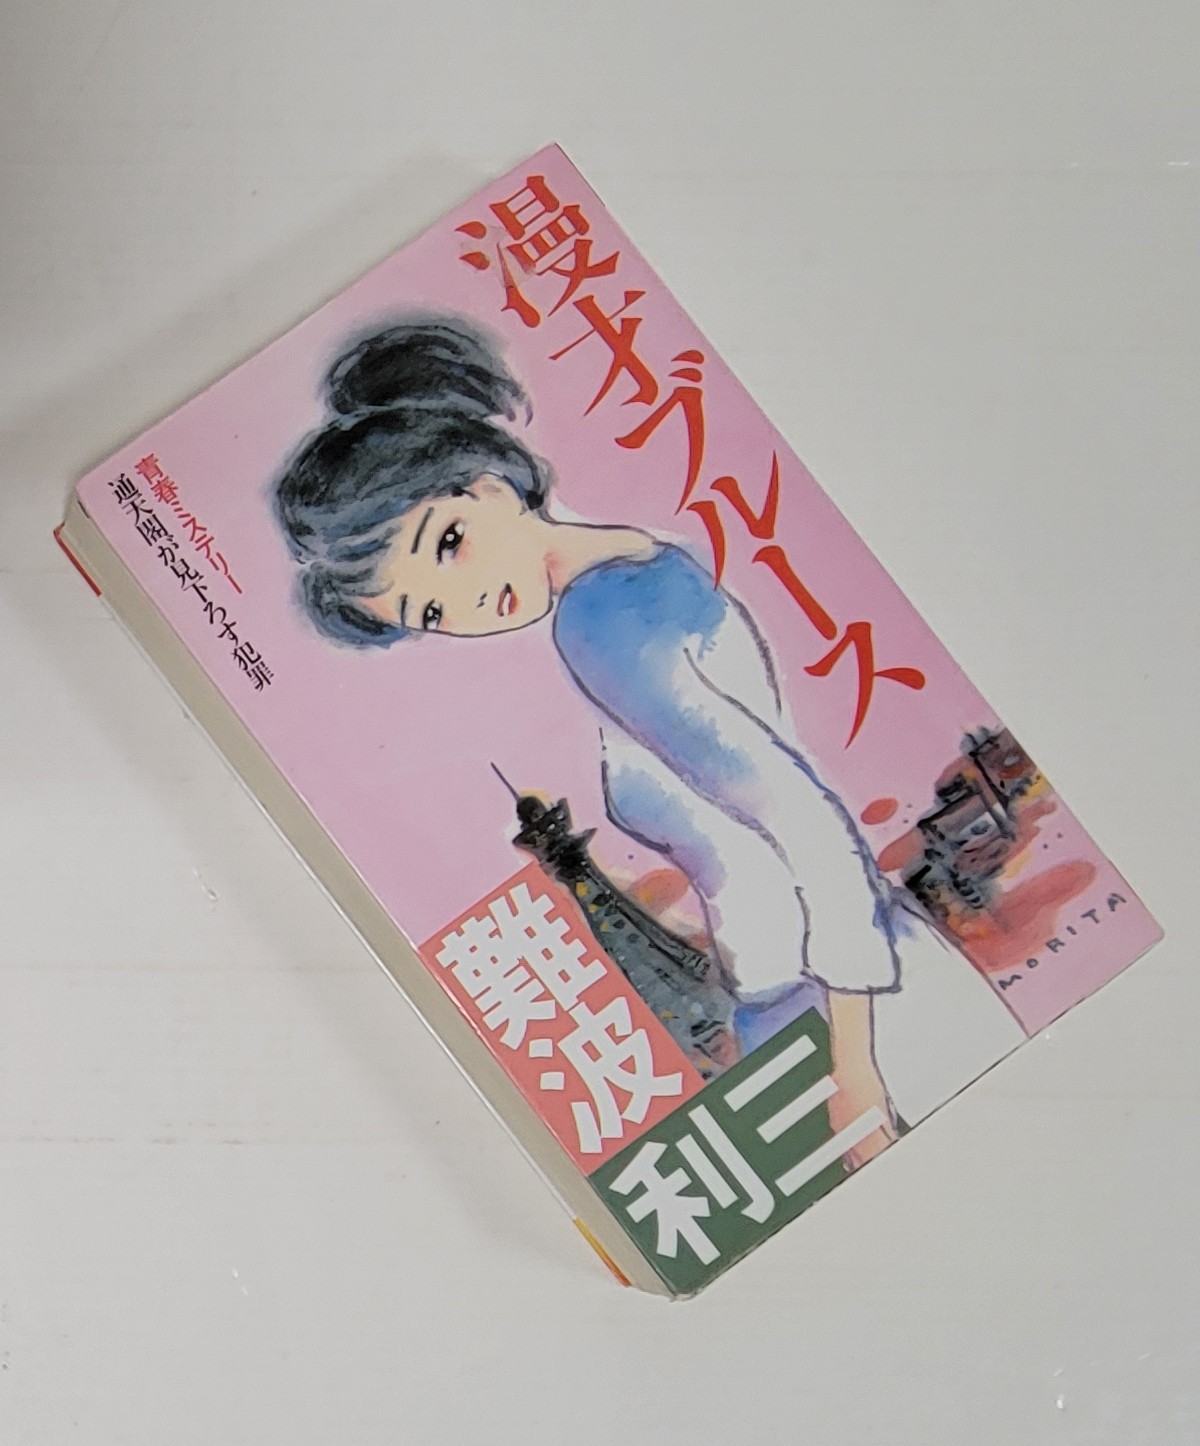 漫才ブルース
青春ミステリー
通天閣が見下ろす犯罪
難波
利三
MORITA